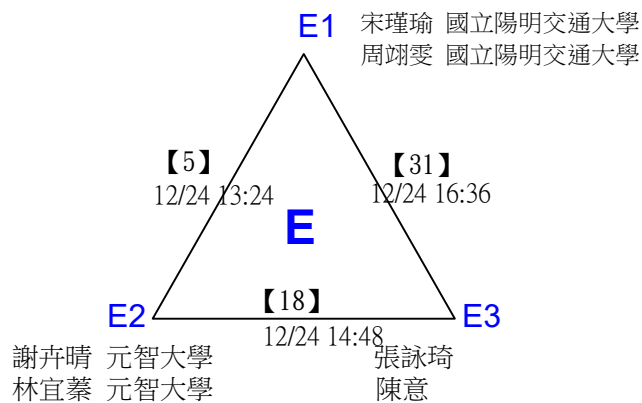 E1 宋瑾瑜 國立陽明交通大學
周翊雯 國立陽明交通大學
【5】
12/24 13:24
【31】
12/24 16:36
E
E2
【18】
12/24 14:48
E3
謝卉晴 元智大學
林宜蓁 元智大學
張詠琦
陳意